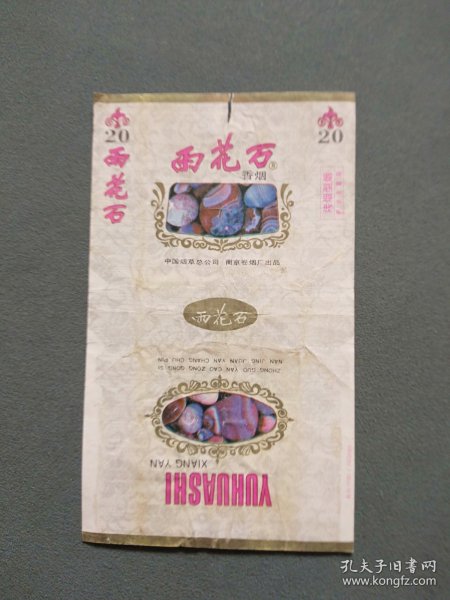 20
20
雨花石
雨花石
香烟
中国烟草总公司 南京卷烟厂出品
雨花石
ZHONG GUO YAN CAO ZONG GONG SI
NAN JING JUAN YAN CHANG CHU PIN
XIANG YAN
YUHUASHI
孔夫子旧书网
www.kongfz.com